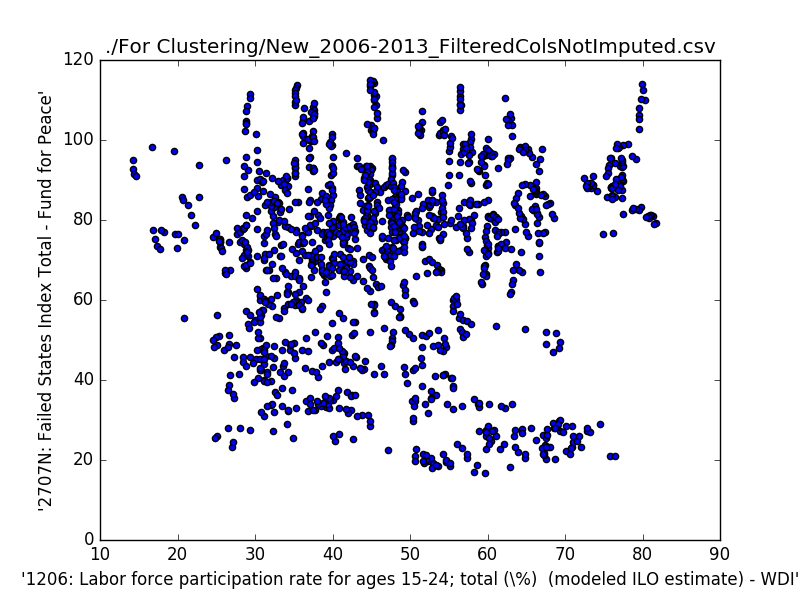 ./For Clustering/New_2006-2013_FilteredColsNotImputed.csv
'2707N: Failed States Index Total - Fund for Peace'
120
100
80
60
40
20
0
10 20 30 40 50 60 70 80 90
'1206: Labor force participation rate for ages 15-24; total (\%)  (modeled ILO estimate) - WDI'